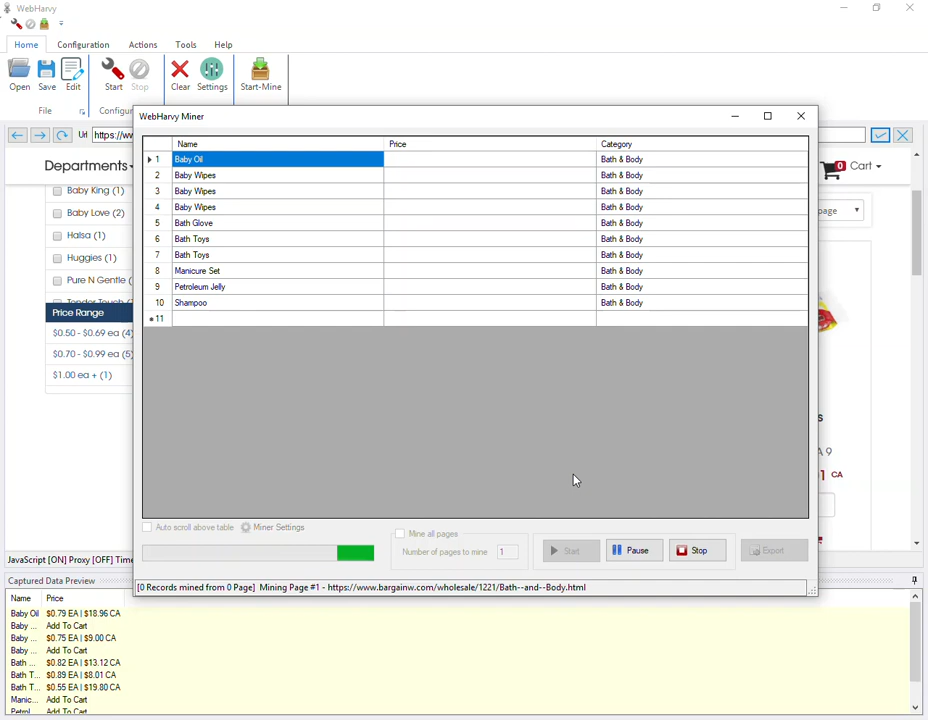 WebHarvy
Home Configuration Actions Tools Help
Open Save Edit Start Stop Clear Settings Start-Mine
File Configur
WebHarvy Miner
Url https://ww
Name Price Category
1 Baby Oil Bath & Body
2 Baby Wipes Bath & Body
3 Baby Wipes Bath & Body
4 Baby Wipes Bath & Body
5 Bath Glove Bath & Body
6 Bath Toys Bath & Body
7 Bath Toys Bath & Body
8 Manicure Set Bath & Body
9 Petroleum Jelly Bath & Body
10 Shampoo Bath & Body
11
Departments
0 Cart
page
Baby King (1)
Baby Love (2)
Halsa (1)
Huggies (1)
Pure N Gentle (
Tender Touch (
Price Range
$0.50 - $0.69 ea (4)
$0.70 - $0.99 ea (5)
$1.00 ea + (1)
s
A 9
1 CA
Auto scroll above table Miner Settings
Mine all pages
Number of pages to mine 1
Start Pause Stop Export
JavaScript [ON] Proxy [OFF] Time
[0 Records mined from 0 Page] Mining Page #1 - https://www.bargainw.com/wholesale/1221/Bath--and--Body.html
Captured Data Preview
Name Price
Baby Oil $0.79 EA | $18.96 CA
Baby ... Add To Cart
Baby ... $0.75 EA | $9.00 CA
Baby ... Add To Cart
Bath ... $0.82 EA | $13.12 CA
Bath T... $0.89 EA | $8.01 CA
Bath T... $0.55 EA | $19.80 CA
Manic... Add To Cart
Petrol... Add To Cart